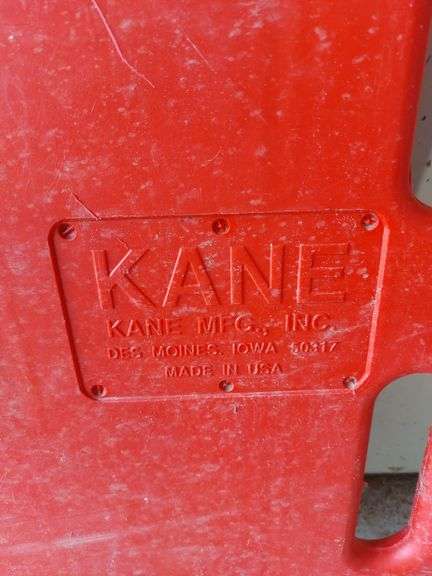 KANE
KANE MFG., INC.
DES MOINES, IOWA 50317
MADE IN USA